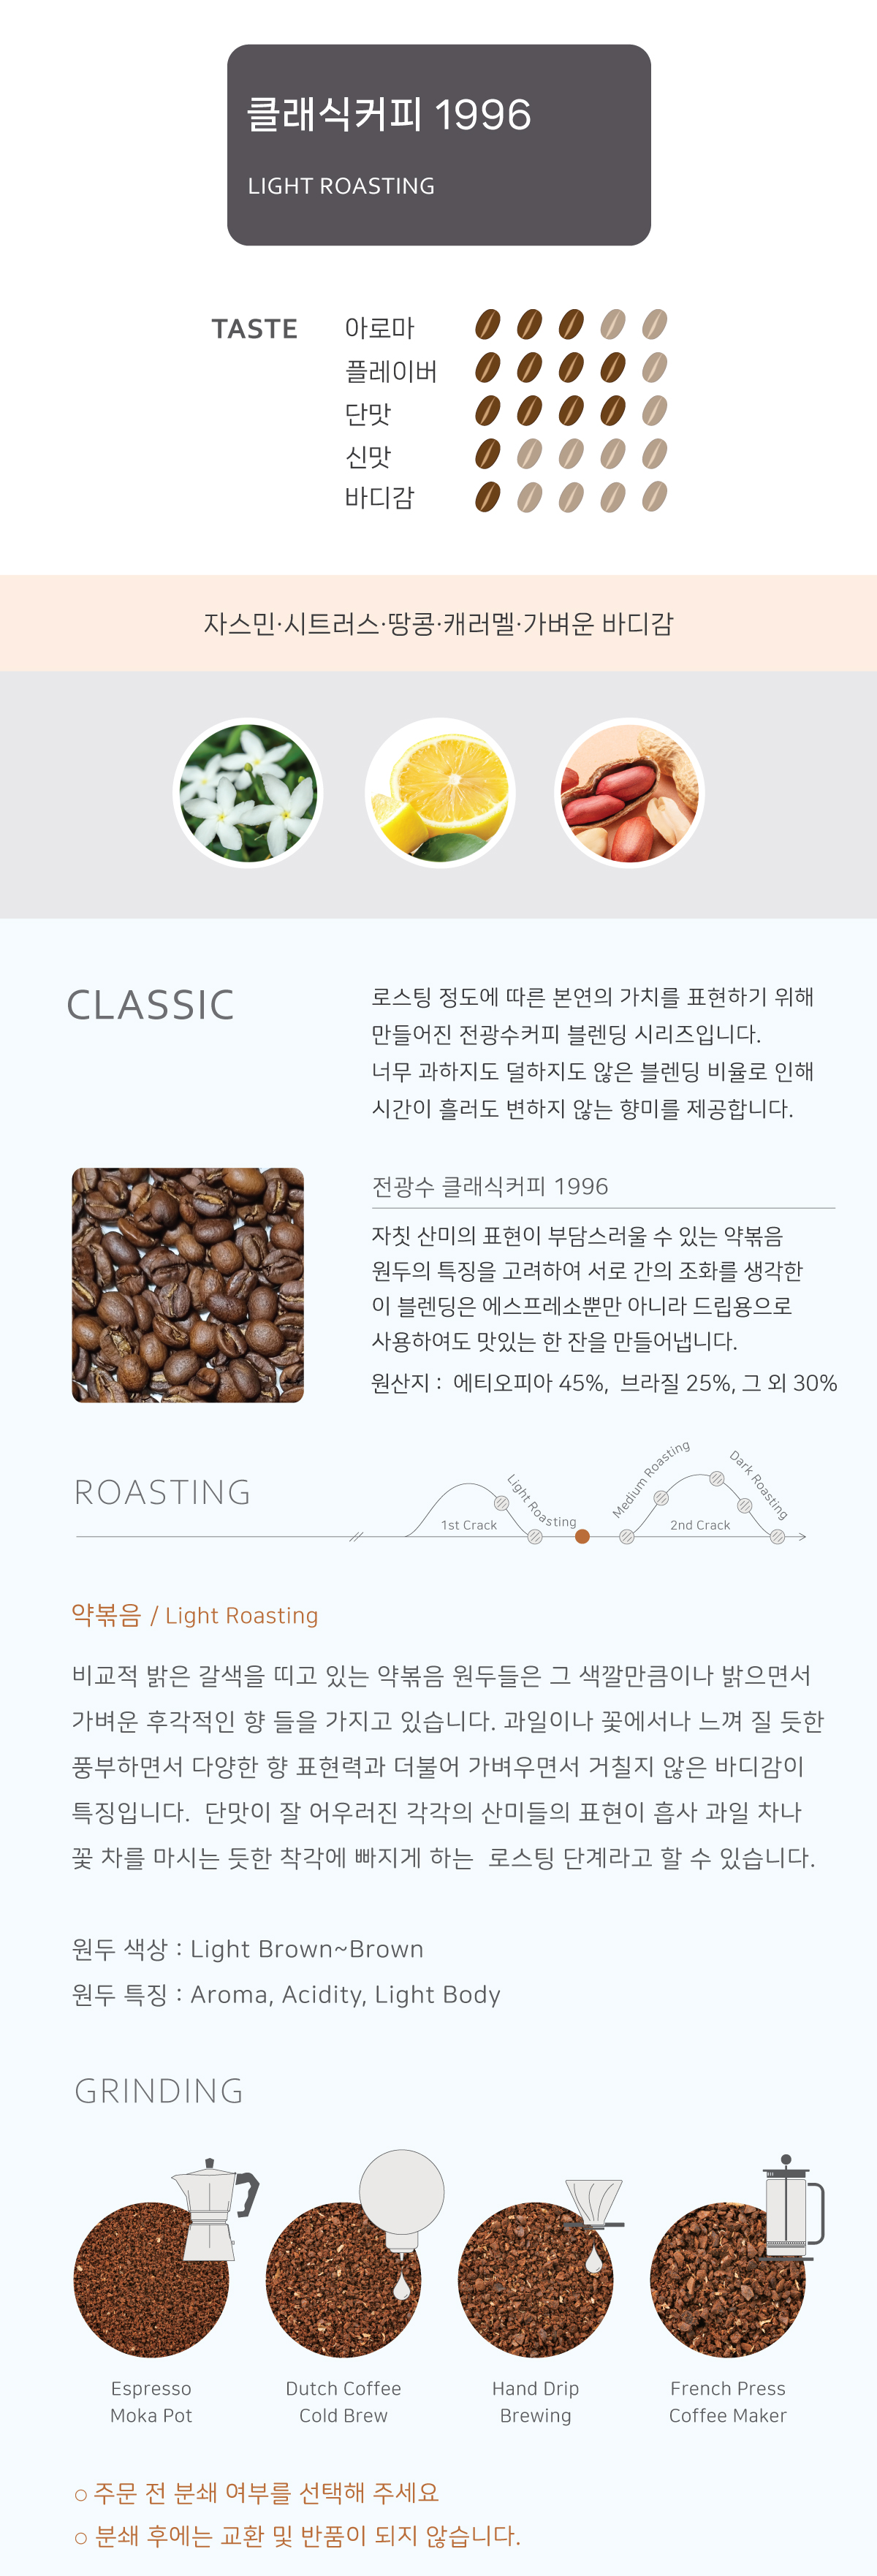 클래식커피 1996
LIGHT ROASTING
TASTE
아로마
플레이버
단맛
신맛
바디감
자스민·시트러스·땅콩·캐러멜·가벼운 바디감
CLASSIC
로스팅 정도에 따른 본연의 가치를 표현하기 위해
만들어진 전광수커피 블렌딩 시리즈입니다.
너무 과하지도 덜하지도 않은 블렌딩 비율로 인해
시간이 흘러도 변하지 않는 향미를 제공합니다.
전광수 클래식커피 1996
자칫 산미의 표현이 부담스러울 수 있는 약볶음
원두의 특징을 고려하여 서로 간의 조화를 생각한
이 블렌딩은 에스프레소뿐만 아니라 드립용으로
사용하여도 맛있는 한 잔을 만들어냅니다.
원산지 : 에티오피아 45%, 브라질 25%, 그 외 30%
ROASTING
1st Crack
Light Roasting
Medium Roasting
2nd Crack
Dark Roasting
약볶음 / Light Roasting
비교적 밝은 갈색을 띠고 있는 약볶음 원두들은 그 색깔만큼이나 밝으면서
가벼운 후각적인 향 들을 가지고 있습니다. 과일이나 꽃에서나 느껴 질 듯한
풍부하면서 다양한 향 표현력과 더불어 가벼우면서 거칠지 않은 바디감이
특징입니다. 단맛이 잘 어우러진 각각의 산미들의 표현이 흡사 과일 차나
꽃 차를 마시는 듯한 착각에 빠지게 하는 로스팅 단계라고 할 수 있습니다.
원두 색상 : Light Brown~Brown
원두 특징 : Aroma, Acidity, Light Body
GRINDING
Espresso
Moka Pot
Dutch Coffee
Cold Brew
Hand Drip
Brewing
French Press
Coffee Maker
○ 주문 전 분쇄 여부를 선택해 주세요
○ 분쇄 후에는 교환 및 반품이 되지 않습니다.